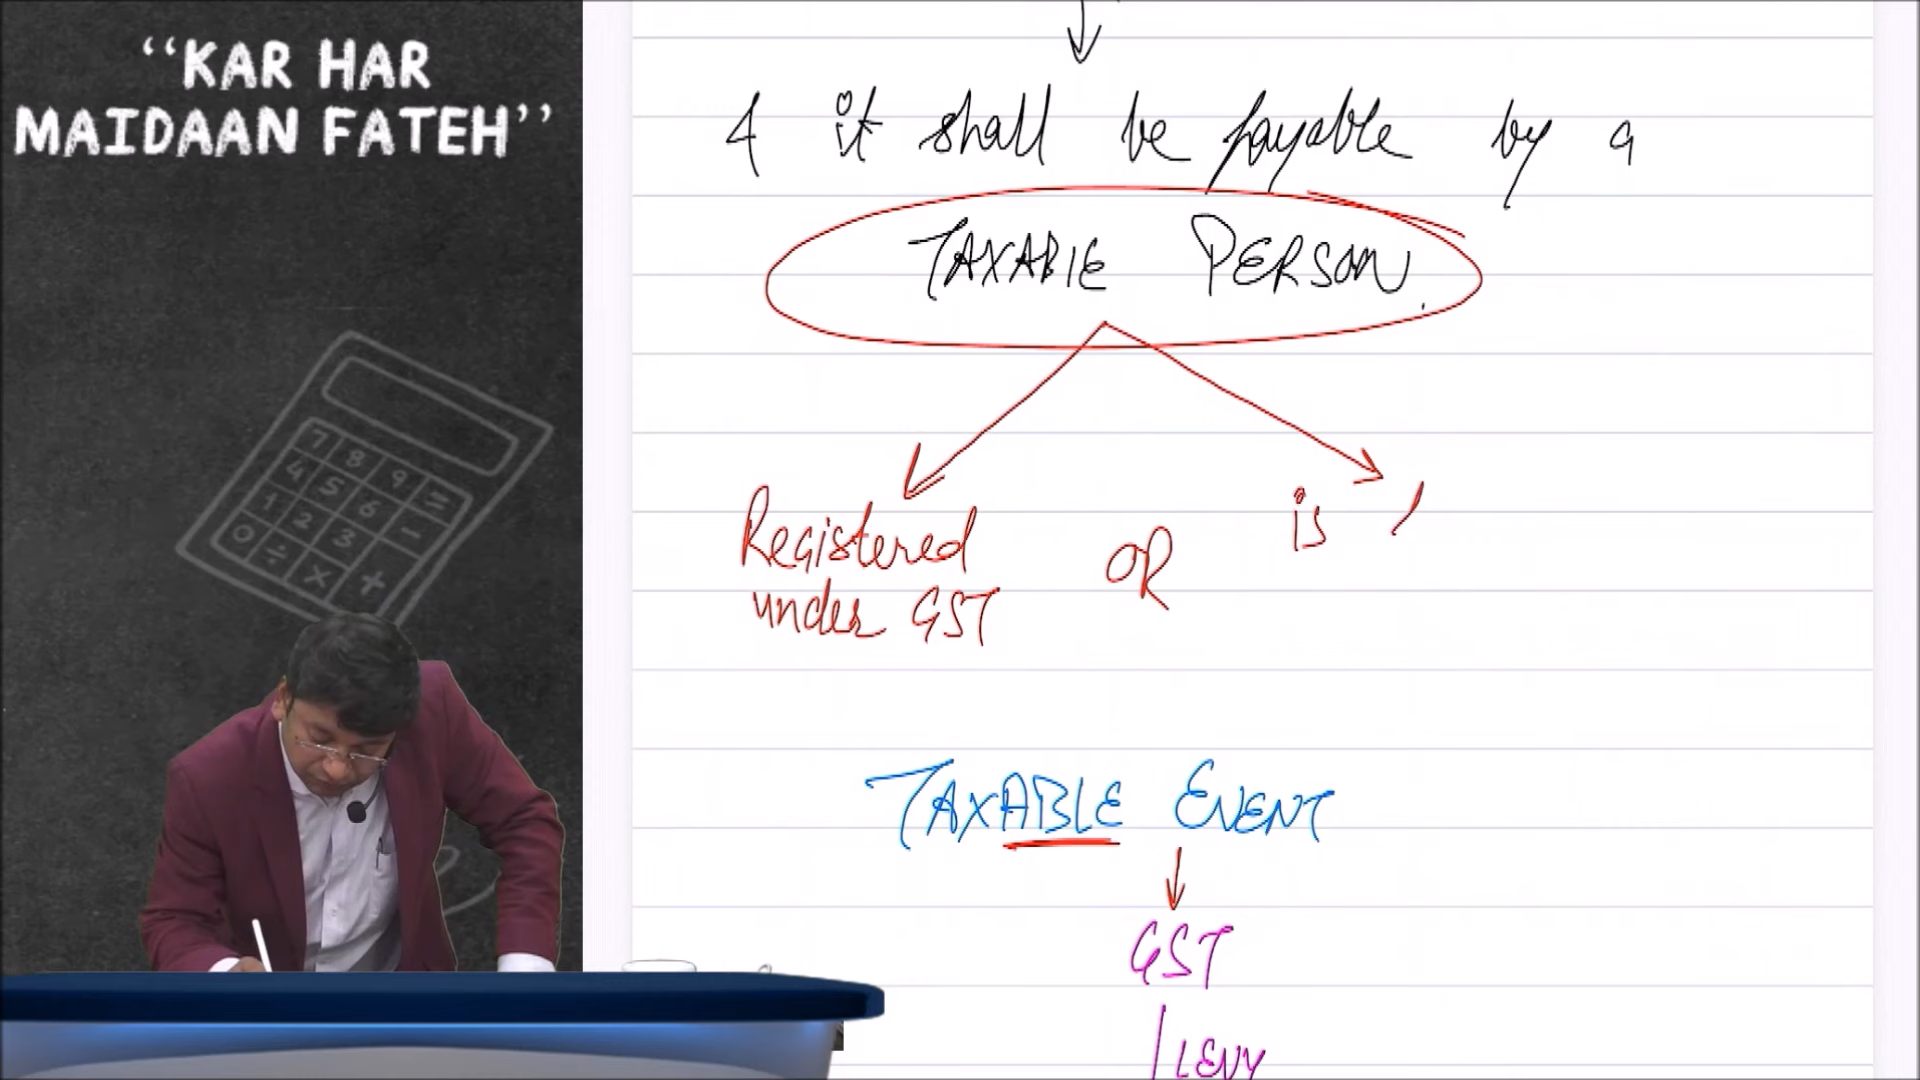 “KAR HAR
MAIDAAN FATEH”
7 8 9 =
4 5 6 -
1 2 3
0 ÷ × +
& it shall be payable by a
TAXABLE PERSON.
Registered
under GST
OR
is
TAXABLE EVENT
GST
LEVY